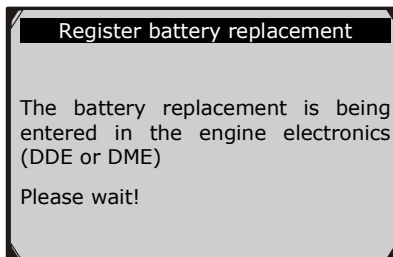 Register battery replacement
The battery replacement is being
entered in the engine electronics
(DDE or DME)
Please wait!